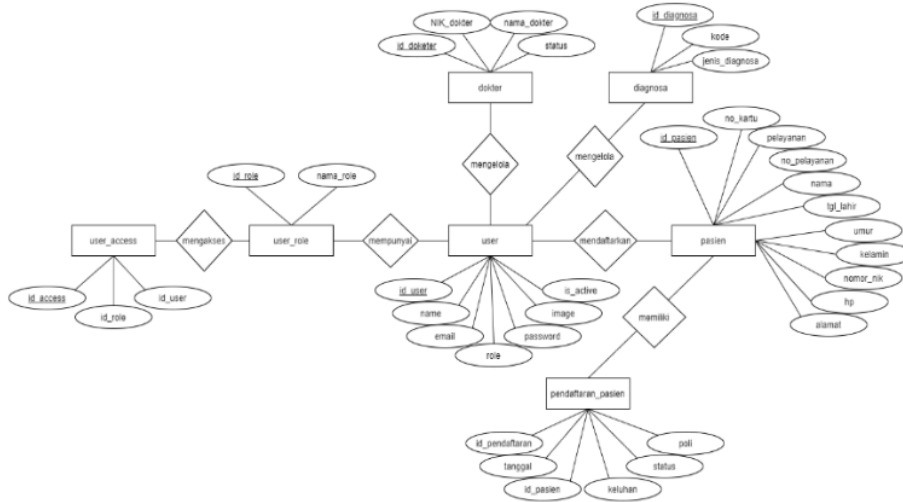 id_diagnosa
NIK_dokter
nama_dokter
kode
id_doketer
status
jenis_diagnosa
dokter
diagnosa
no_kartu
id_pasien
pelayanan
mengelola
mengelola
no_pelayanan
id_role
nama_role
nama
tgl_lahir
umur
user_access
mengakses
user_role
mempunyai
user
mendaftarkan
pasien
kelamin
nomor_nik
id_access
id_user
id_user
is_active
hp
id_role
name
image
memiliki
alamat
email
password
role
pendaftaran_pasien
id_pendaftaran
poli
tanggal
status
id_pasien
keluhan